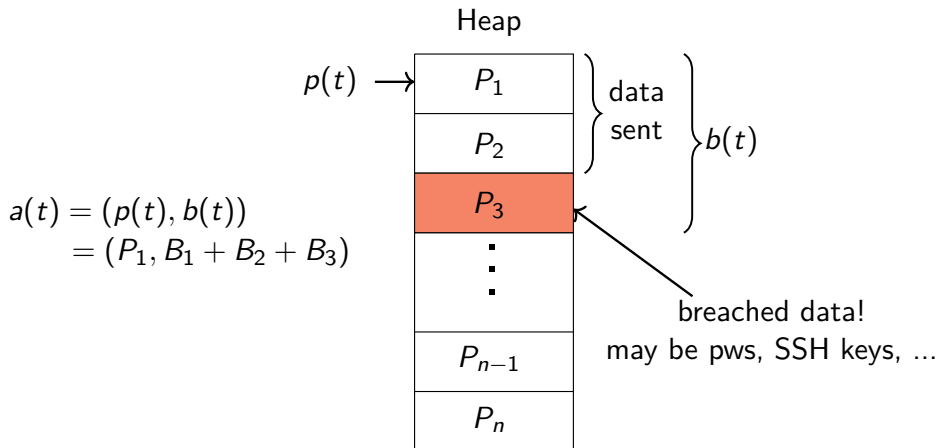 Heap
p(t)
P₁
data
sent
P₂
b(t)
P₃
a(t) = (p(t), b(t))
= (P₁, B₁ + B₂ + B₃)
⋮
breached data!
may be pws, SSH keys, ...
Pₙ₋₁
Pₙ